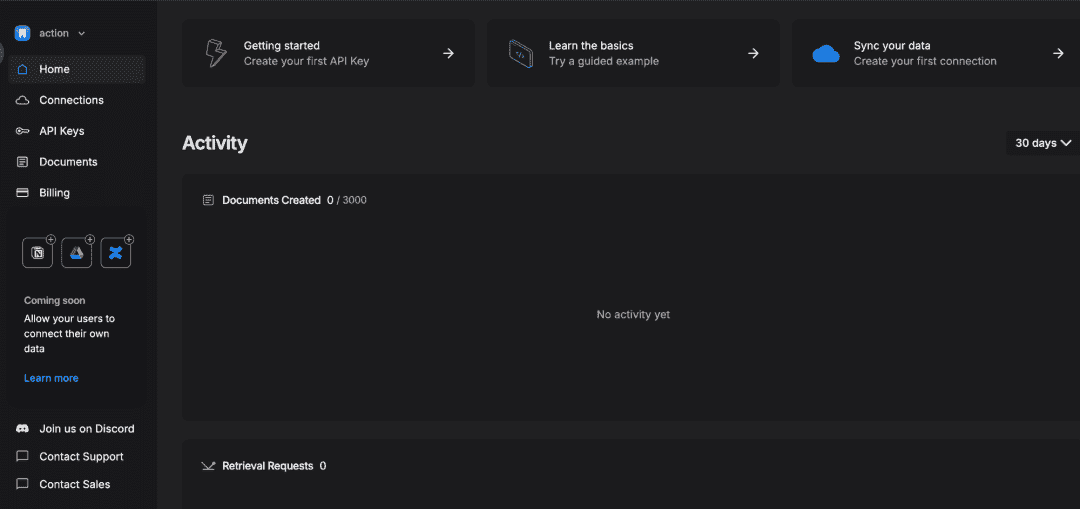 action
Home
Connections
API Keys
Documents
Billing
Coming soon
Allow your users to
connect their own
data
Learn more
Join us on Discord
Contact Support
Contact Sales
Getting started
Create your first API Key
Learn the basics
Try a guided example
Sync your data
Create your first connection
Activity
30 days
Documents Created 0 / 3000
No activity yet
Retrieval Requests 0